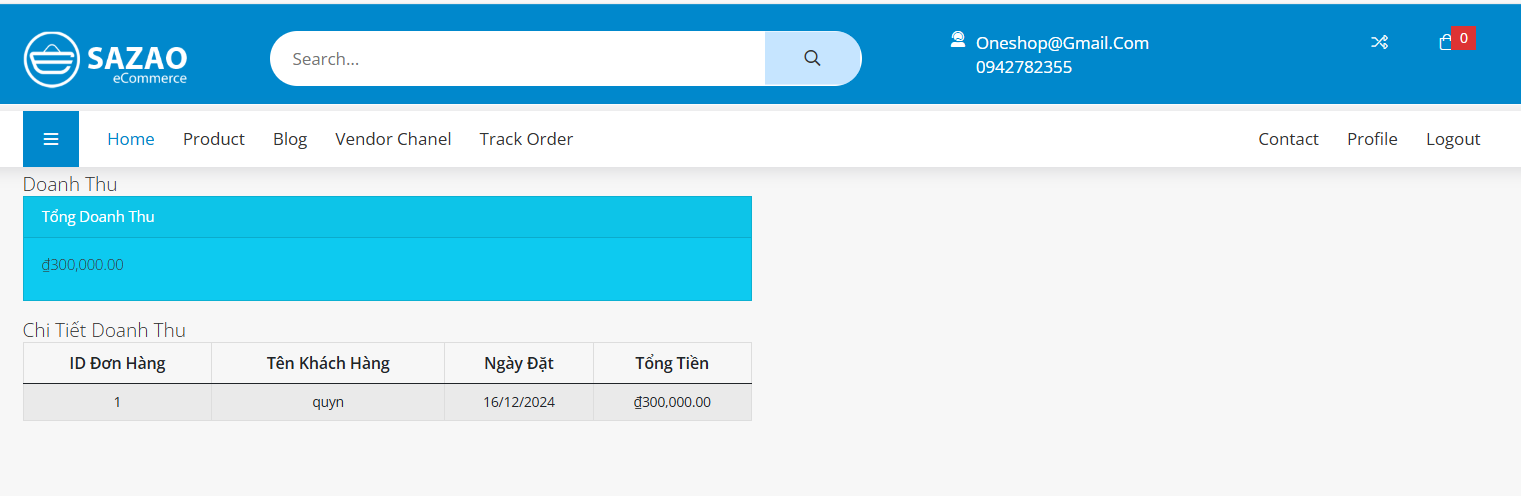 SAZAO
eCommerce
Search...
Oneshop@Gmail.Com
0942782355
0
Home Product Blog Vendor Chanel Track Order Contact Profile Logout
Doanh Thu
Tổng Doanh Thu
₫300,000.00
Chi Tiết Doanh Thu
ID Đơn Hàng Tên Khách Hàng Ngày Đặt Tổng Tiền
1 quyn 16/12/2024 ₫300,000.00